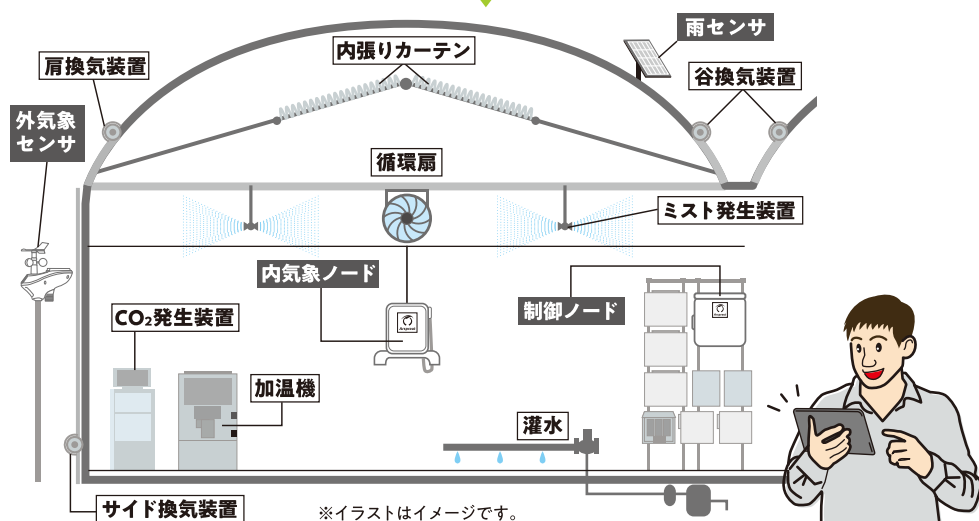 雨センサ
内張りカーテン
肩換気装置
谷換気装置
外気象
センサ
循環扇
ミスト発生装置
内気象ノード
制御ノード
CO₂発生装置
加温機
灌水
サイド換気装置
※イラストはイメージです。